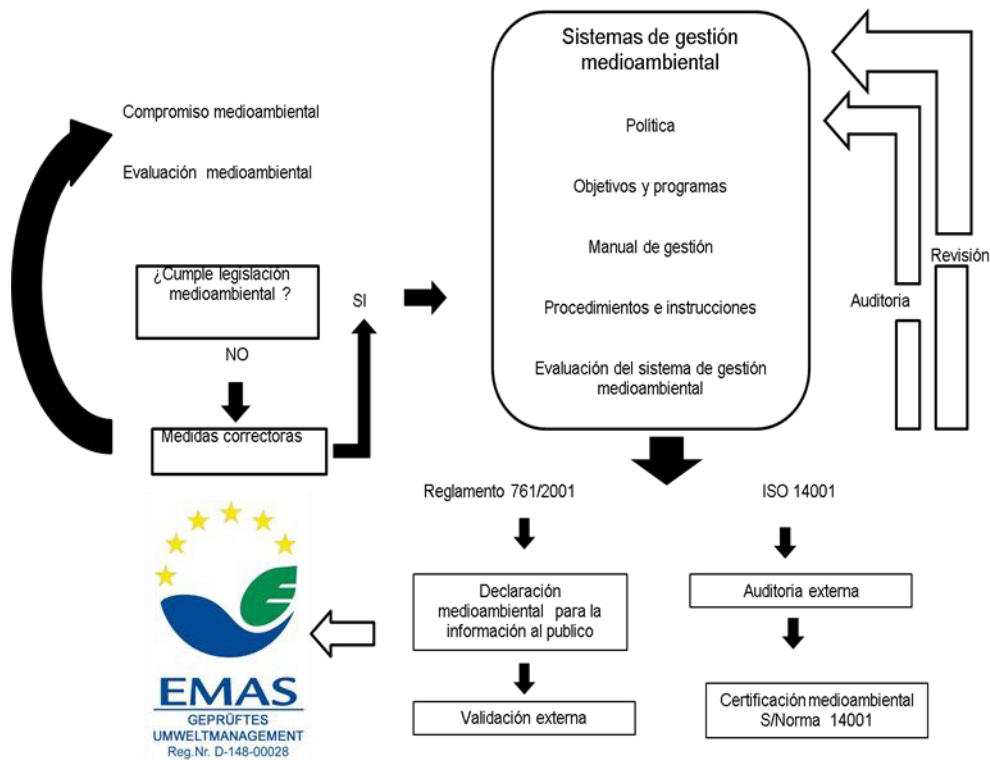 Compromiso medioambiental
Evaluación medioambiental
¿Cumple legislación
medioambiental ?
SI
NO
Medidas correctoras
Sistemas de gestión
medioambiental
Política
Objetivos y programas
Manual de gestión
Procedimientos e instrucciones
Evaluación del sistema de gestión
medioambiental
Revisión
Auditoria
Reglamento 761/2001
Declaración
medioambiental para la
información al publico
Validación externa
ISO 14001
Auditoria externa
Certificación medioambiental
S/Norma 14001
EMAS
GEPRÜFTES
UMWELTMANAGEMENT
Reg.Nr. D-148-00028